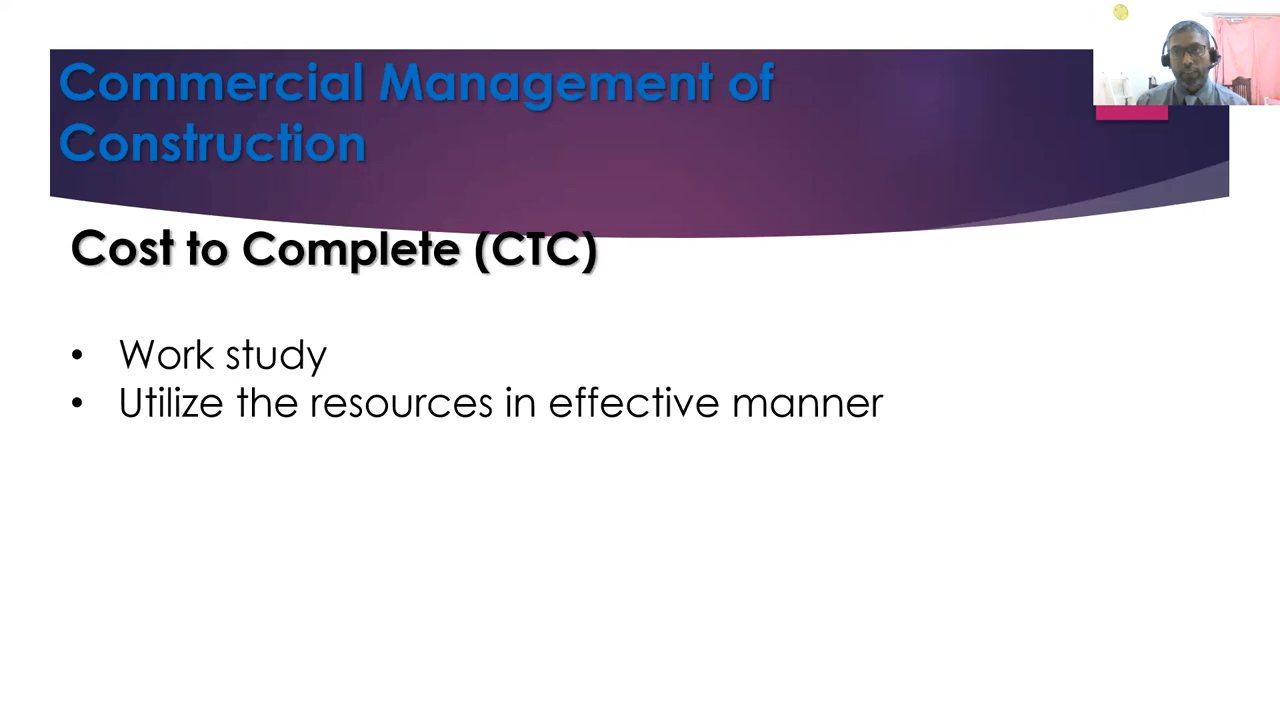 Commercial Management of
Construction
Cost to Complete (CTC)
• Work study
• Utilize the resources in effective manner